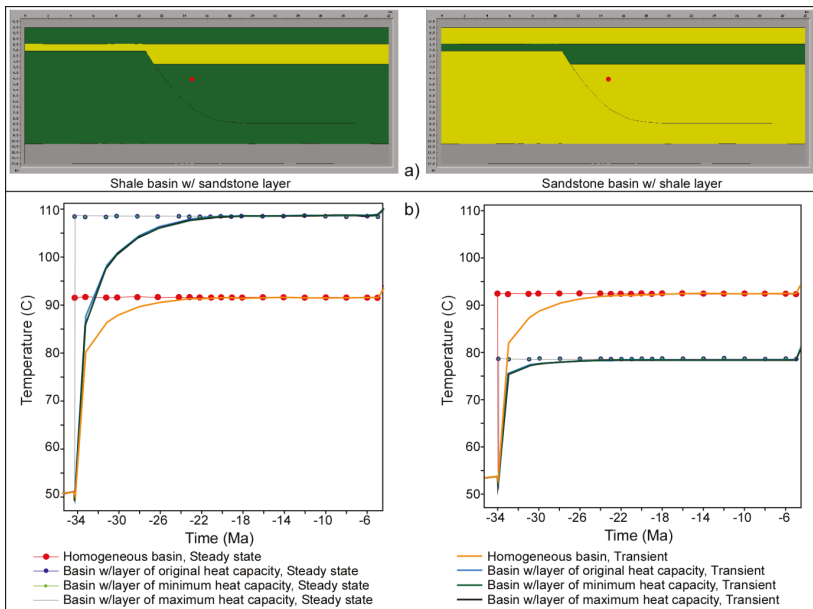 Shale basin w/ sandstone layer
a)
Sandstone basin w/ shale layer
b)
Temperature (C)
110
100
90
80
70
60
50
-34
-30
-26
-22
-18
-14
-10
-6
Time (Ma)
Temperature (C)
110
100
90
80
70
60
50
-34
-30
-26
-22
-18
-14
-10
-6
Time (Ma)
Homogeneous basin, Steady state
Basin w/layer of original heat capacity, Steady state
Basin w/layer of minimum heat capacity, Steady state
Basin w/layer of maximum heat capacity, Steady state
Homogeneous basin, Transient
Basin w/layer of original heat capacity, Transient
Basin w/layer of minimum heat capacity, Transient
Basin w/layer of maximum heat capacity, Transient